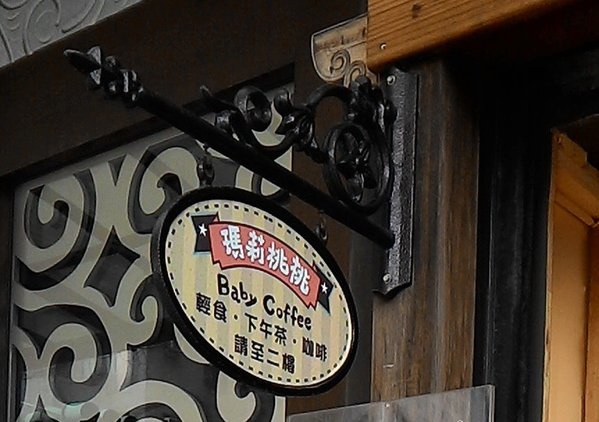 瑪莉桃桃
Baby Coffee
輕食·下午茶·咖啡
請至二樓